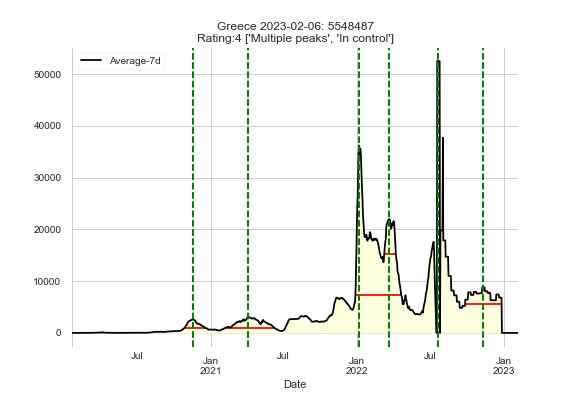 Greece 2023-02-06: 5548487
Rating:4 ['Multiple peaks', 'In control']
Average-7d
50000
40000
30000
20000
10000
0
Jul
Jan
2021
Jul
Jan
2022
Jul
Jan
2023
Date